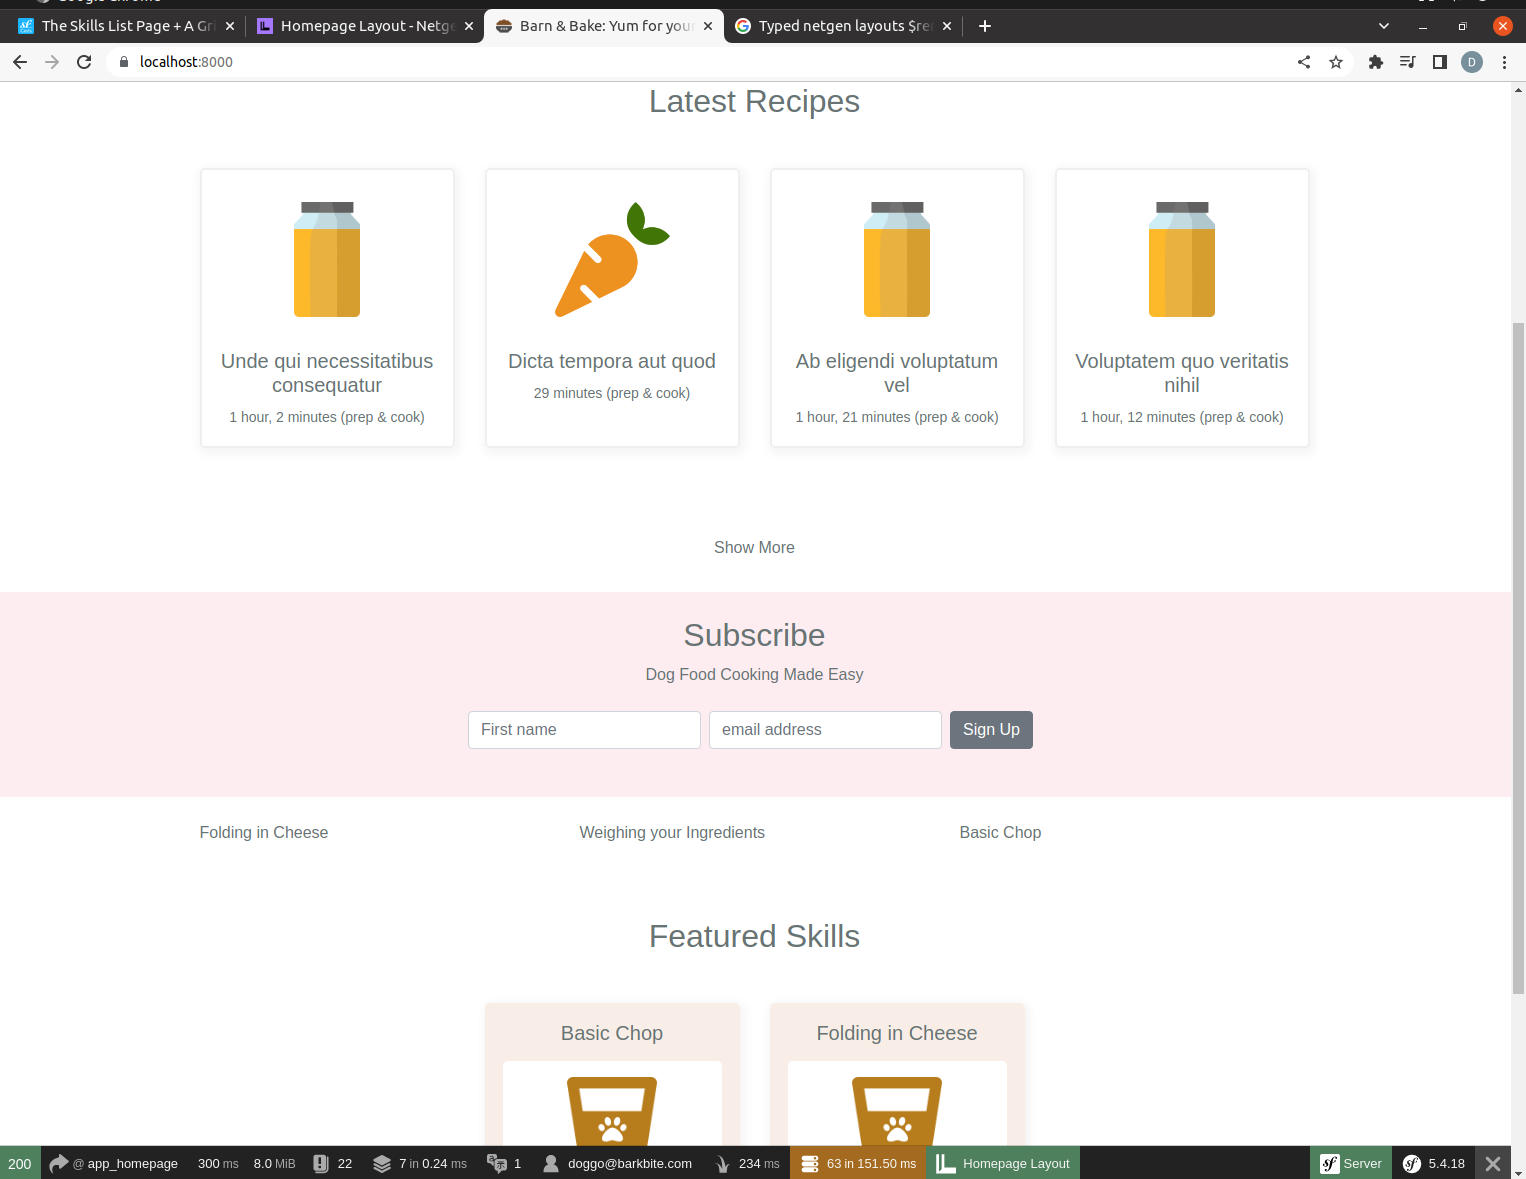 The Skills List Page + A Gri
Homepage Layout - Netge
Barn & Bake: Yum for your
Typed netgen layouts $re
localhost:8000
D
Latest Recipes
Unde qui necessitatibus consequatur
1 hour, 2 minutes (prep & cook)
Dicta tempora aut quod
29 minutes (prep & cook)
Ab eligendi voluptatum vel
1 hour, 21 minutes (prep & cook)
Voluptatem quo veritatis nihil
1 hour, 12 minutes (prep & cook)
Show More
Subscribe
Dog Food Cooking Made Easy
First name
email address
Sign Up
Folding in Cheese
Weighing your Ingredients
Basic Chop
Featured Skills
Basic Chop
Folding in Cheese
200
@ app_homepage
300 ms
8.0 MiB
22
7 in 0.24 ms
1
doggo@barkbite.com
234 ms
63 in 151.50 ms
Homepage Layout
Server
5.4.18